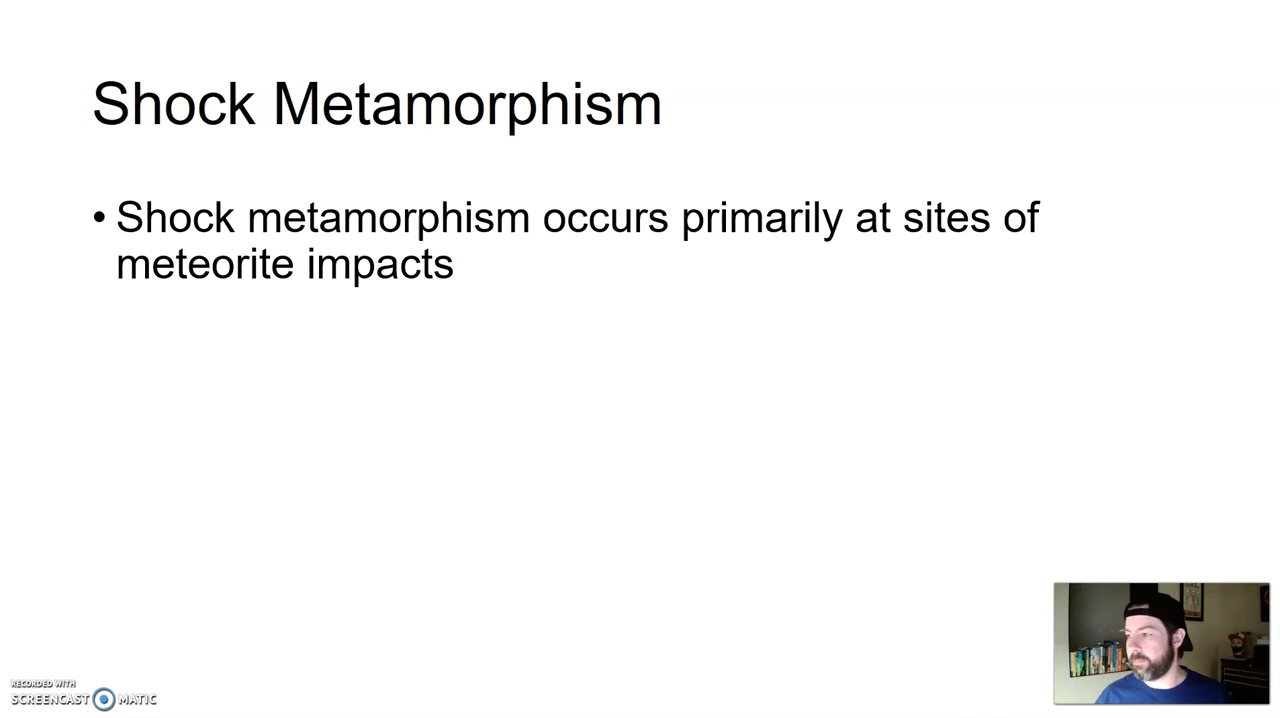 Shock Metamorphism
• Shock metamorphism occurs primarily at sites of
meteorite impacts
RECORDED WITH
SCREENCAST MATIC